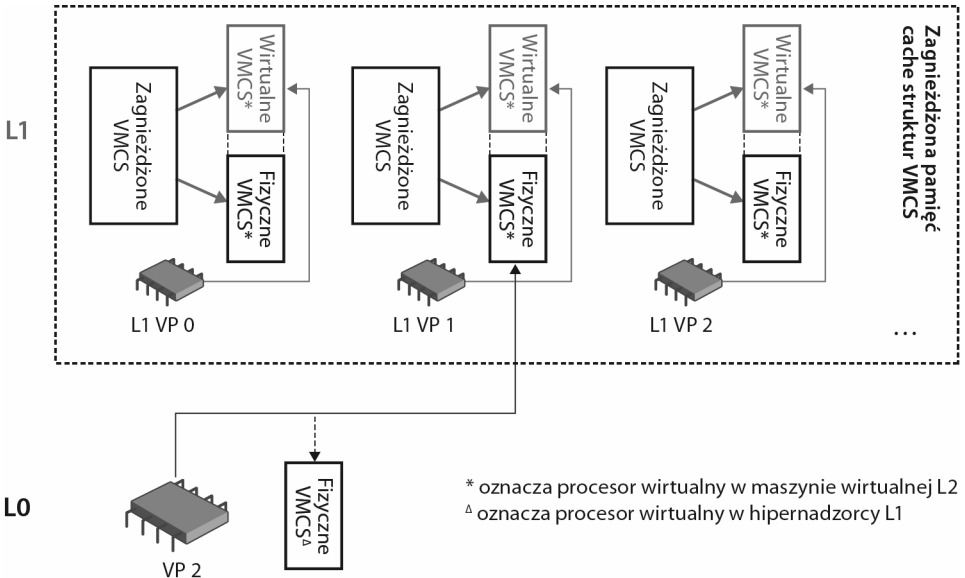 L1
Zagnieżdżone
VMCS
Wirtualne
VMCS*
Fizyczne
VMCS*
L1 VP 0
Zagnieżdżone
VMCS
Wirtualne
VMCS*
Fizyczne
VMCS*
L1 VP 1
Zagnieżdżone
VMCS
Wirtualne
VMCS*
Fizyczne
VMCS*
L1 VP 2
Zagnieżdżona pamięć
cache struktur VMCS
...
L0
VP 2
Fizyczne
VMCSΔ
* oznacza procesor wirtualny w maszynie wirtualnej L2
Δ oznacza procesor wirtualny w hipernadzorcy L1